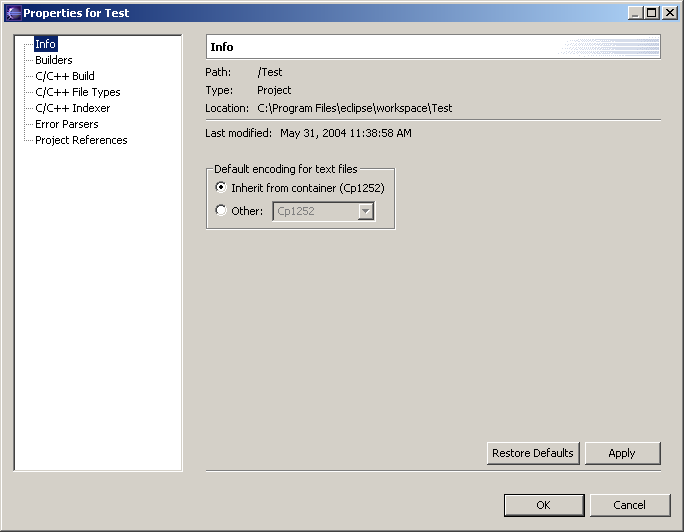 Properties for Test
Info
Builders
C/C++ Build
C/C++ File Types
C/C++ Indexer
Error Parsers
Project References
Info
Path: /Test
Type: Project
Location: C:\Program Files\eclipse\workspace\Test
Last modified: May 31, 2004 11:38:58 AM
Default encoding for text files
Inherit from container (Cp1252)
Other: Cp1252
Restore Defaults Apply
OK Cancel